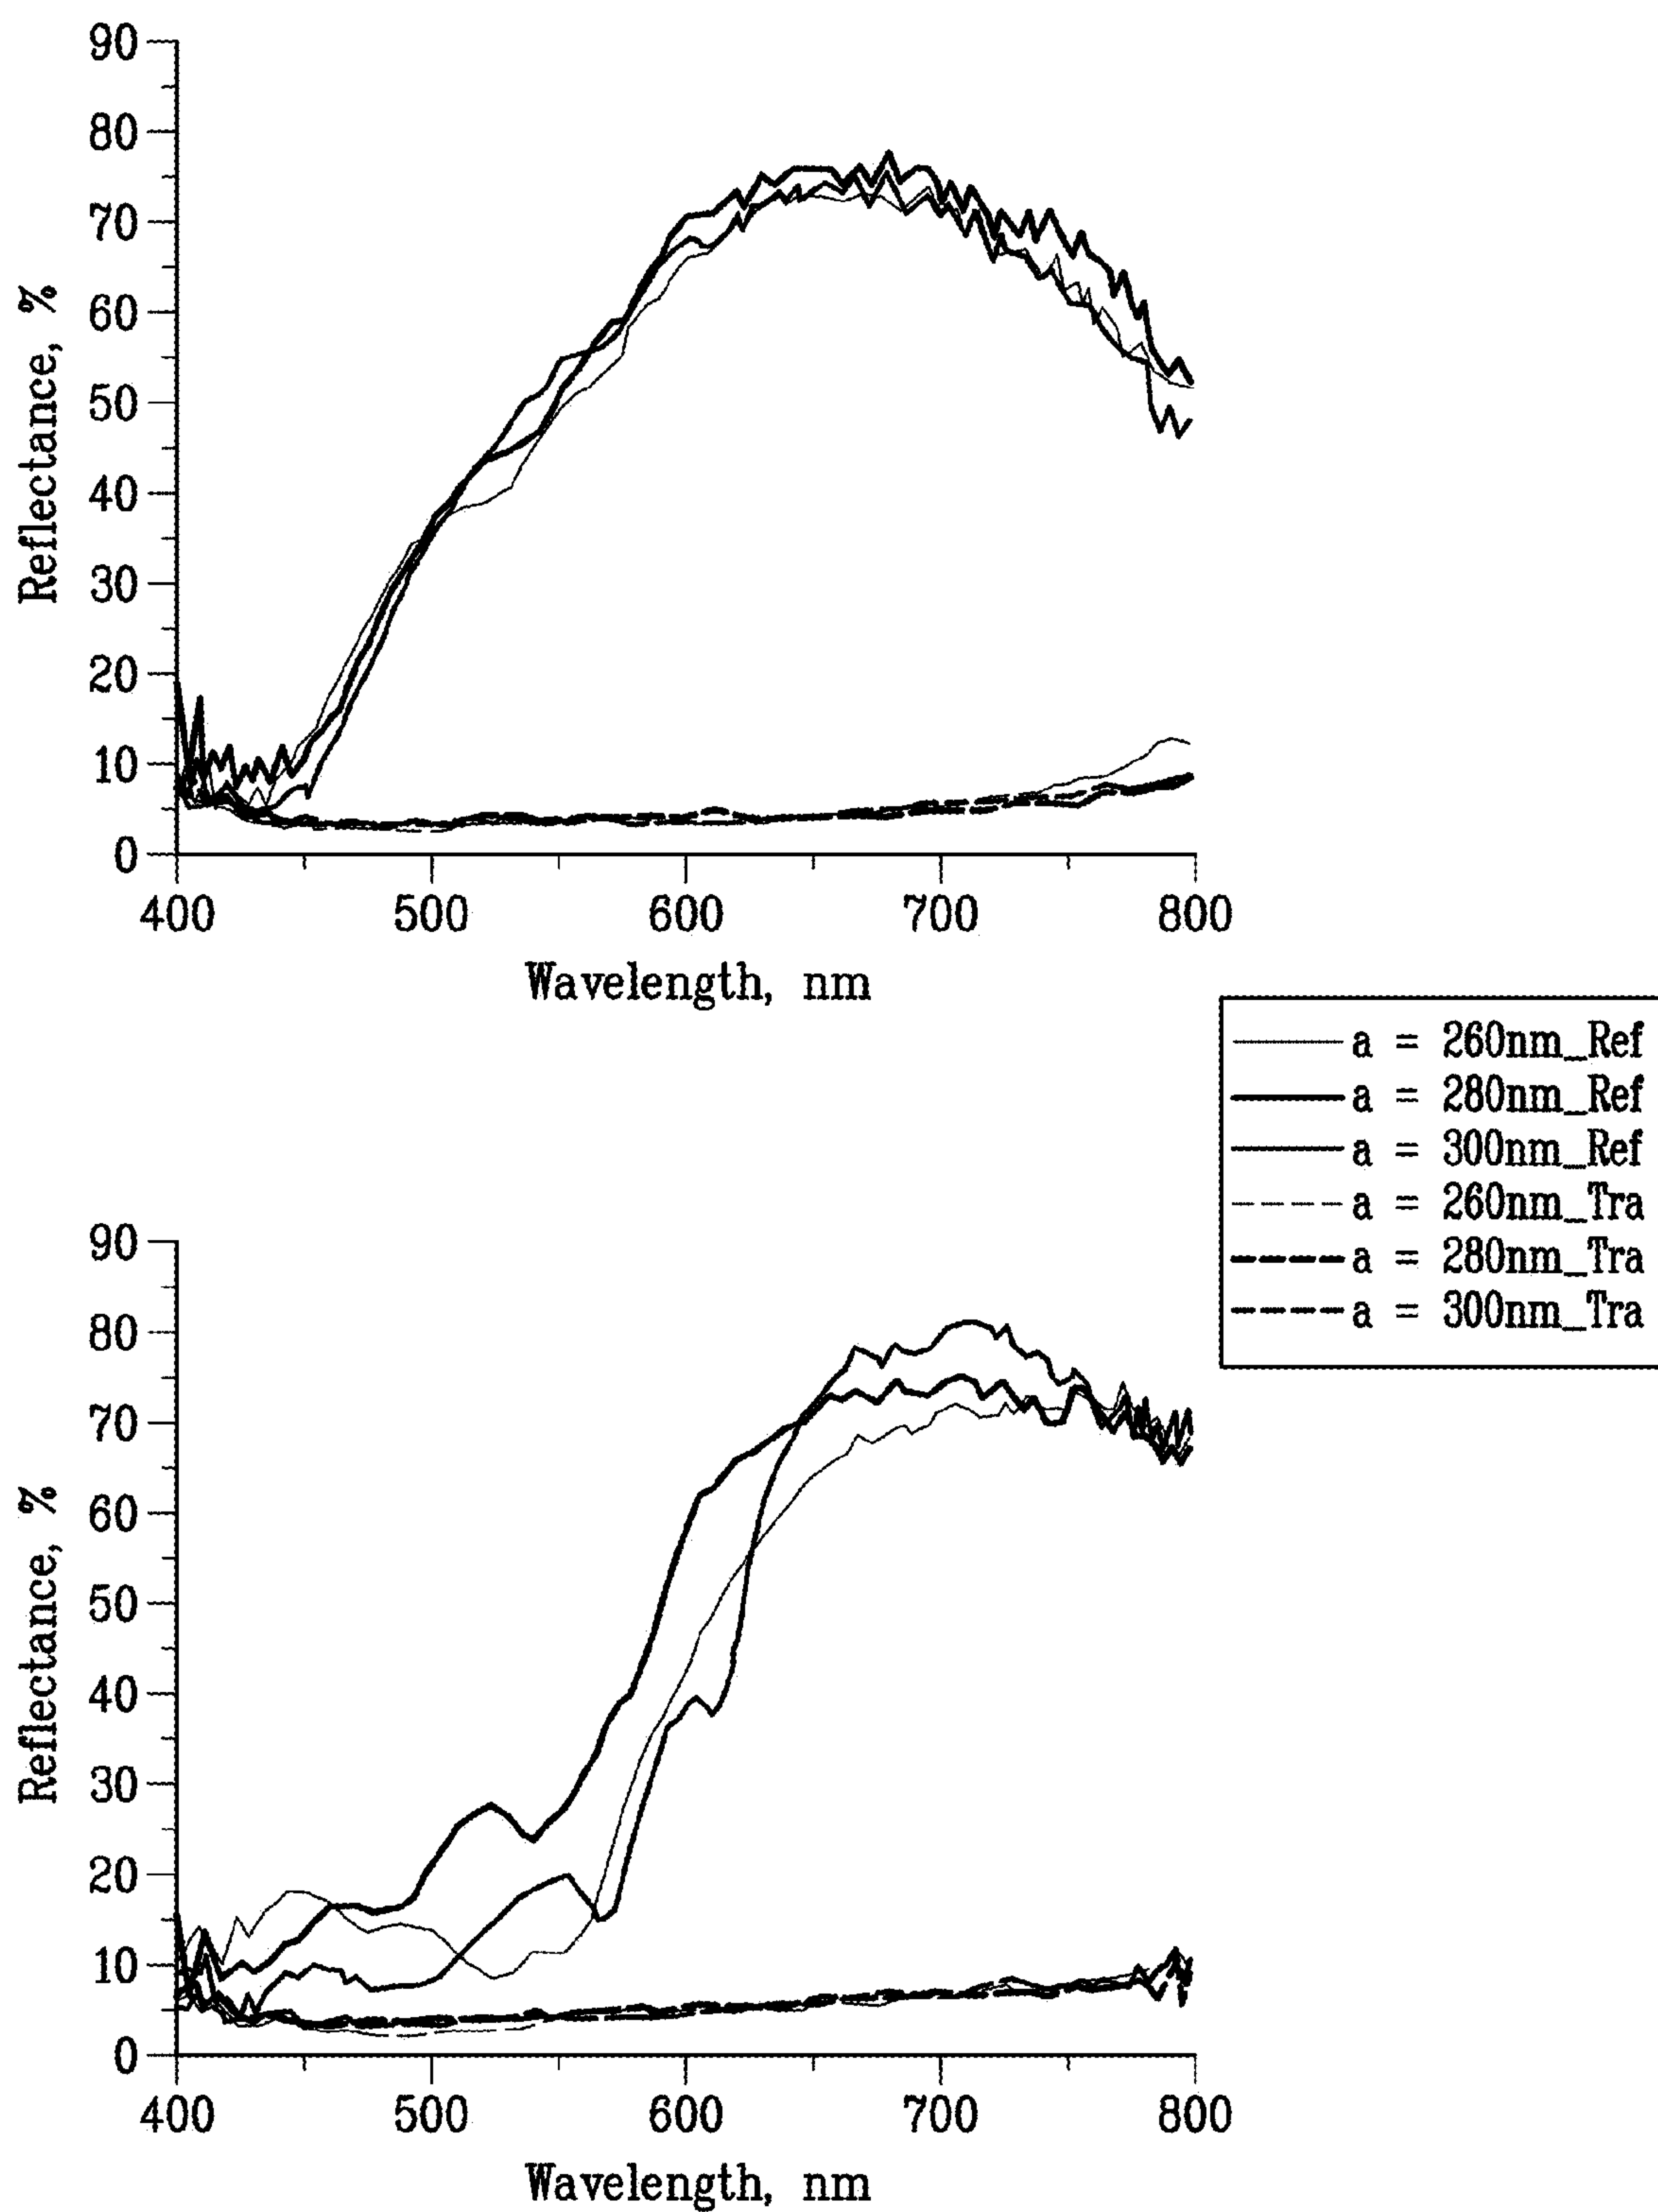 Reflectance, %
90
80
70
60
50
40
30
20
10
0
400 500 600 700 800
Wavelength, nm
a = 260nm_Ref
a = 280nm_Ref
a = 300nm_Ref
a = 260nm_Tra
a = 280nm_Tra
a = 300nm_Tra
Reflectance, %
90
80
70
60
50
40
30
20
10
0
400 500 600 700 800
Wavelength, nm